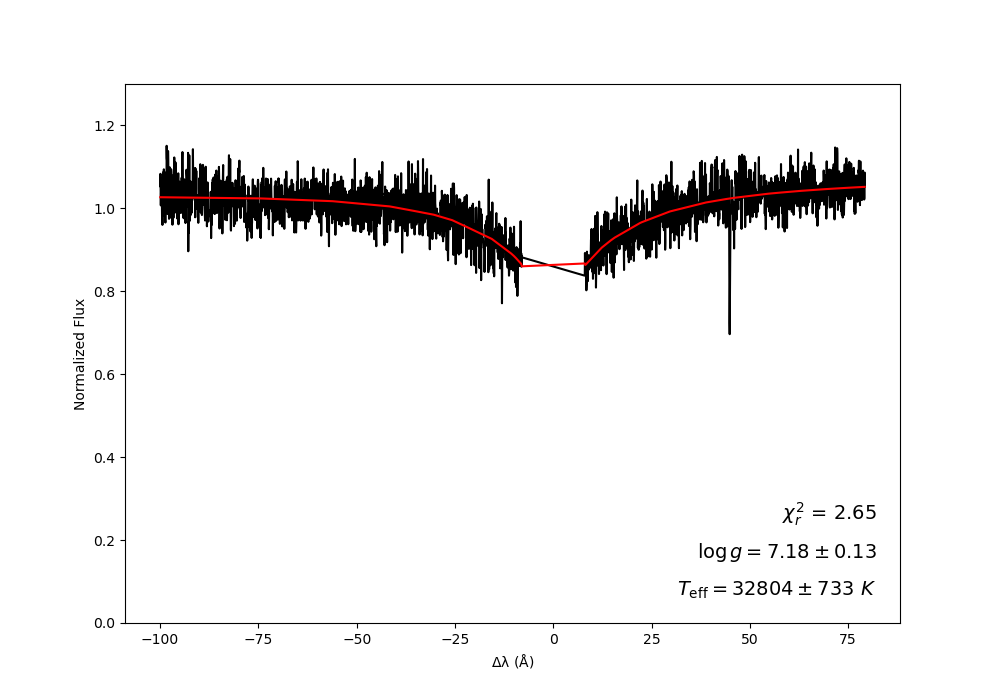 1.2
1.0
0.8
0.6
0.4
0.2
0.0
Normalized Flux
χ²ᵣ = 2.65
log g = 7.18 ± 0.13
T_eff = 32804 ± 733 K
−100 −75 −50 −25 0 25 50 75
Δλ (Å)